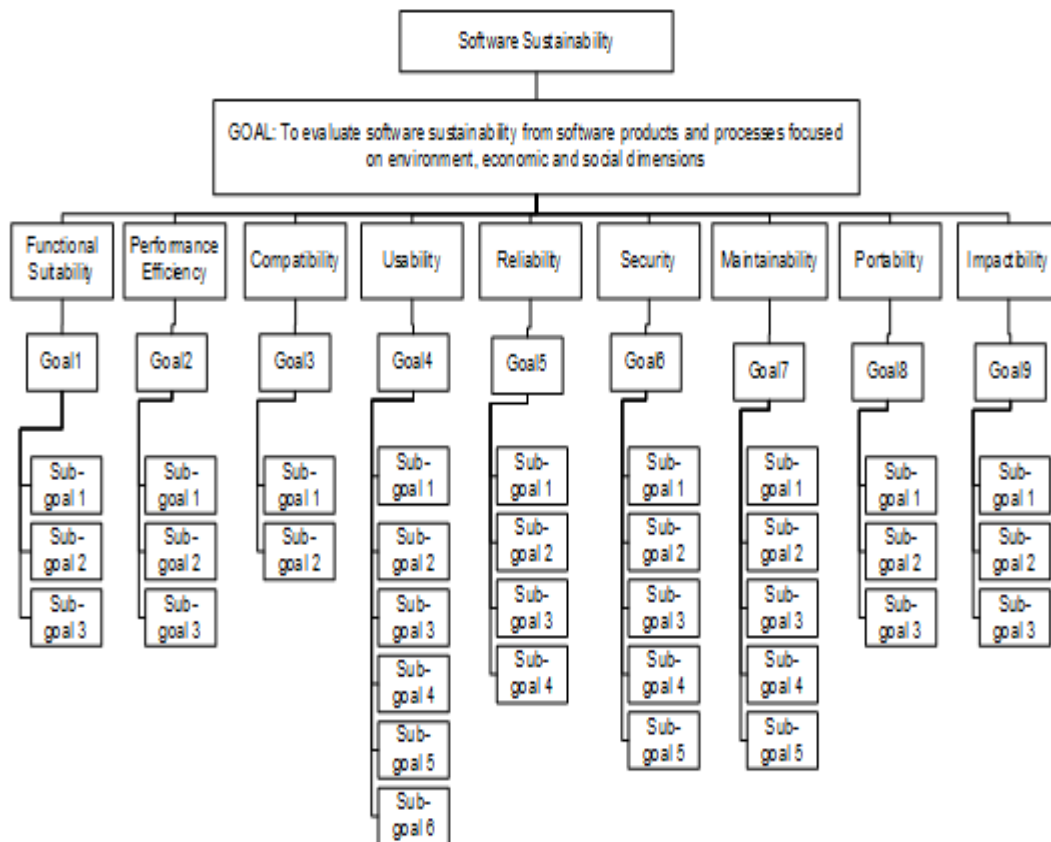 Software Sustainability
GOAL: To evaluate software sustainability from software products and processes focused
on environment, economic and social dimensions
Functional
Suitability
Performance
Efficiency
Compatibility
Usability
Reliability
Security
Maintainability
Portability
Impactibility
Goal1
Goal2
Goal3
Goal4
Goal5
Goal6
Goal7
Goal8
Goal9
Sub-
goal 1
Sub-
goal 2
Sub-
goal 3
Sub-
goal 1
Sub-
goal 2
Sub-
goal 3
Sub-
goal 1
Sub-
goal 2
Sub-
goal 1
Sub-
goal 2
Sub-
goal 3
Sub-
goal 4
Sub-
goal 5
Sub-
goal 6
Sub-
goal 1
Sub-
goal 2
Sub-
goal 3
Sub-
goal 4
Sub-
goal 1
Sub-
goal 2
Sub-
goal 3
Sub-
goal 4
Sub-
goal 5
Sub-
goal 1
Sub-
goal 2
Sub-
goal 3
Sub-
goal 4
Sub-
goal 5
Sub-
goal 1
Sub-
goal 2
Sub-
goal 3
Sub-
goal 1
Sub-
goal 2
Sub-
goal 3